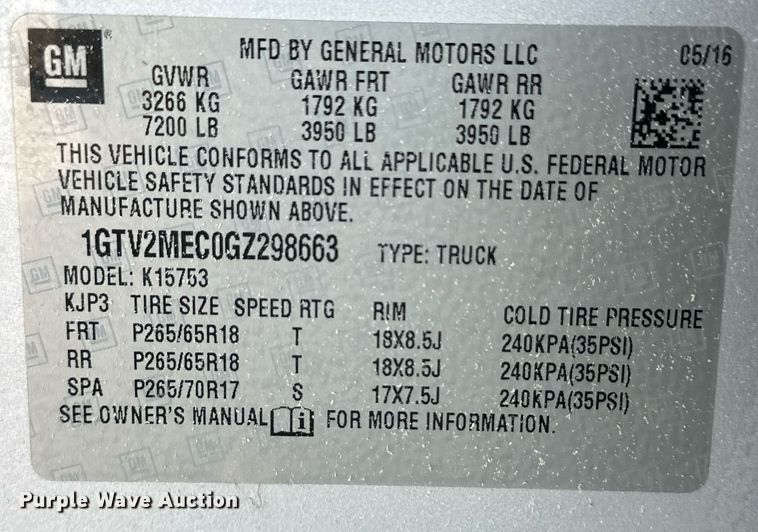 GM
MFD BY GENERAL MOTORS LLC 05/16
GVWR GAWR FRT GAWR RR
3266 KG 1792 KG 1792 KG
7200 LB 3950 LB 3950 LB
THIS VEHICLE CONFORMS TO ALL APPLICABLE U.S. FEDERAL MOTOR
VEHICLE SAFETY STANDARDS IN EFFECT ON THE DATE OF
MANUFACTURE SHOWN ABOVE.
1GTV2MEC0GZ298663 TYPE: TRUCK
MODEL: K15753
KJP3 TIRE SIZE SPEED RTG RIM COLD TIRE PRESSURE
FRT P265/65R18 T 18X8.5J 240KPA(35PSI)
RR P265/65R18 T 18X8.5J 240KPA(35PSI)
SPA P265/70R17 S 17X7.5J 240KPA(35PSI)
SEE OWNER'S MANUAL i FOR MORE INFORMATION.
Purple Wave Auction